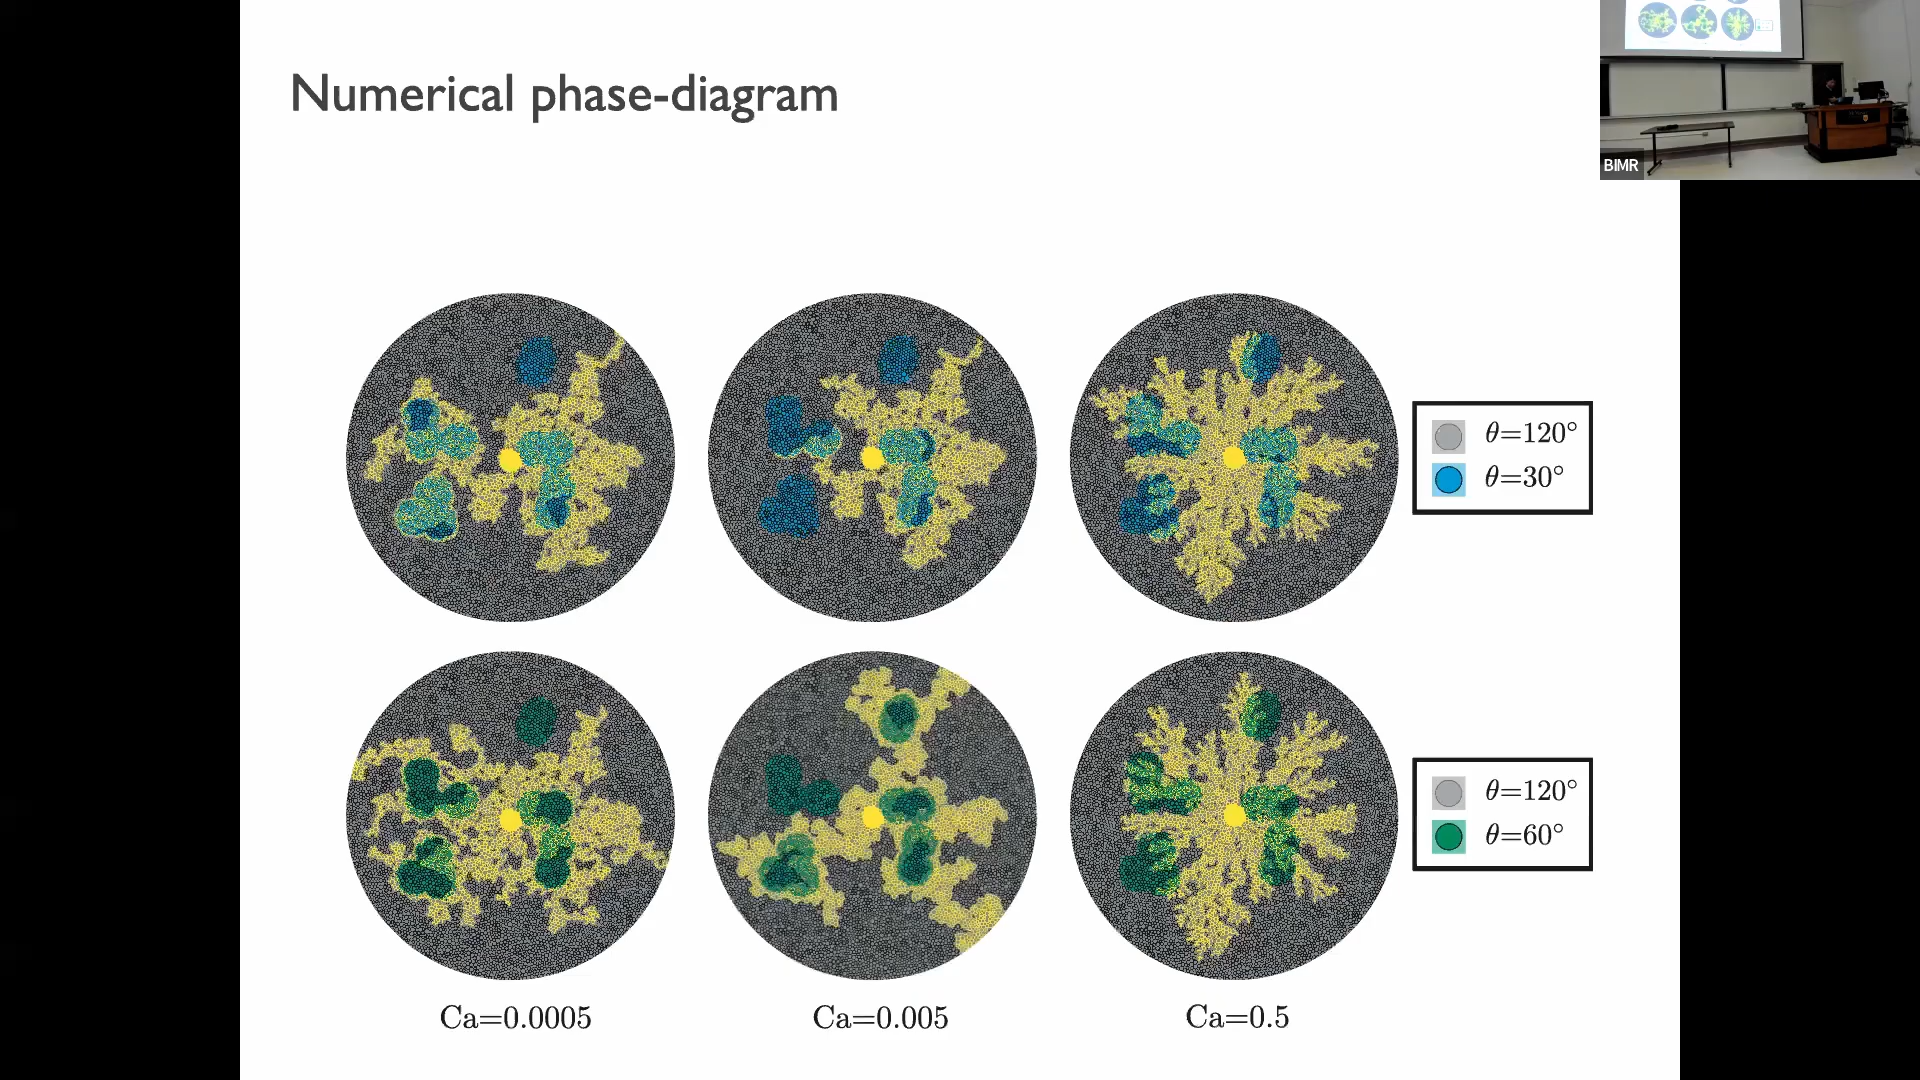 Numerical phase-diagram
BIMR
θ=120°
θ=30°
θ=120°
θ=60°
Ca=0.0005
Ca=0.005
Ca=0.5